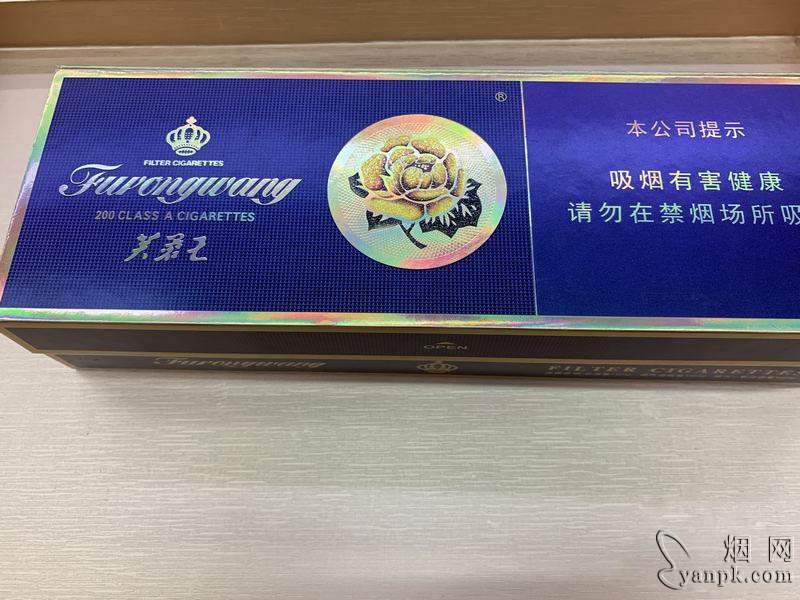 ®
FILTER CIGARETTES
Furongwang
200 CLASS A CIGARETTES
芙蓉王
本公司提示
吸烟有害健康
请勿在禁烟场所吸
OPEN
Furongwang
FILTER CIGARETTES
烟网
yanpk.com